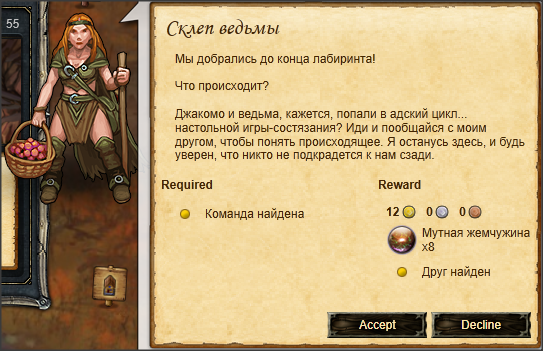 55
Склеп ведьмы
Мы добрались до конца лабиринта!
Что происходит?
Джакомо и ведьма, кажется, попали в адский цикл...
настольной игры-состязания? Иди и пообщайся с моим
другом, чтобы понять происходящее. Я останусь здесь, и будь
уверен, что никто не подкрадется к нам сзади.
Required
Reward
Команда найдена
12 0 0
Мутная жемчужина
x8
Друг найден
Accept
Decline